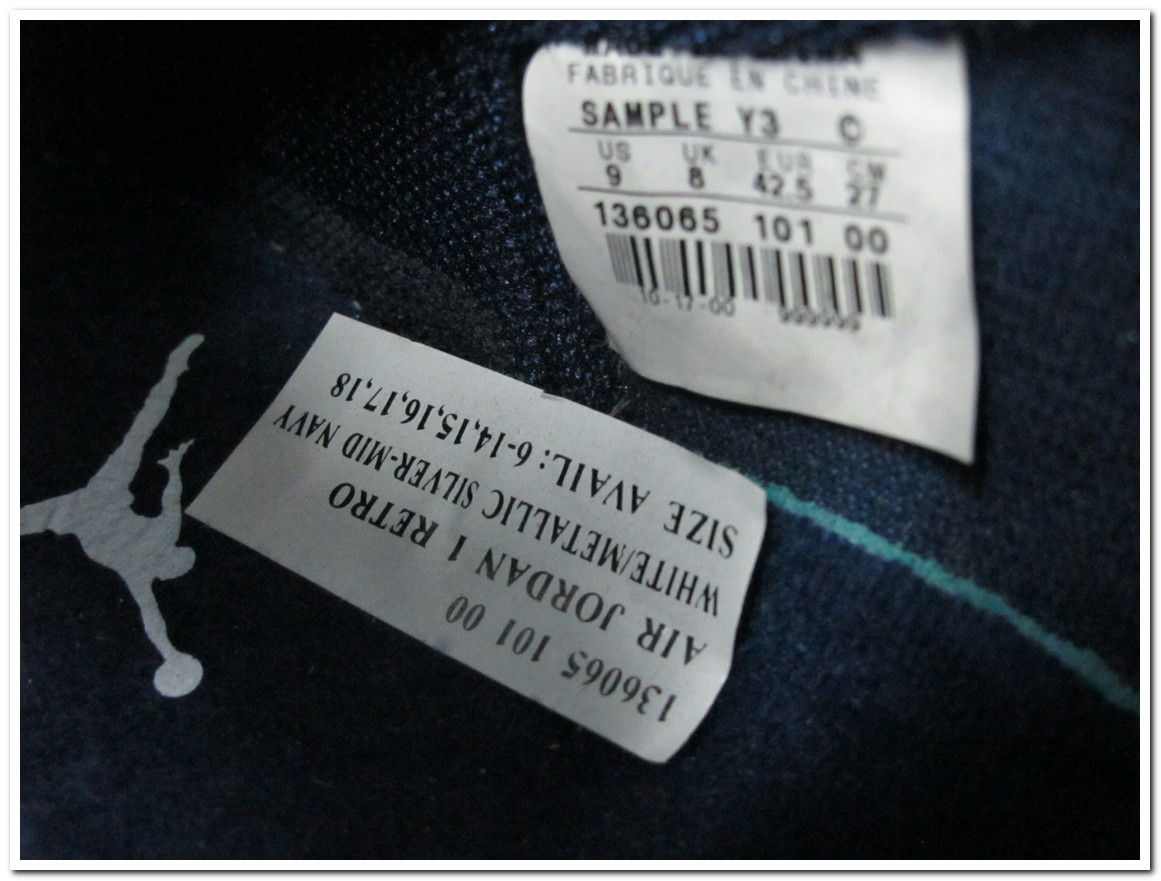 FABRIQUE EN CHINE
SAMPLE Y3 C
US UK EUR CM
9 8 42.5 27
136065 101 00
10-17-00
136065 101 00
AIR JORDAN 1 RETRO
WHITE/METALLIC SILVER-MID NAVY
SIZE AVAIL: 6-14,15,16,17,18